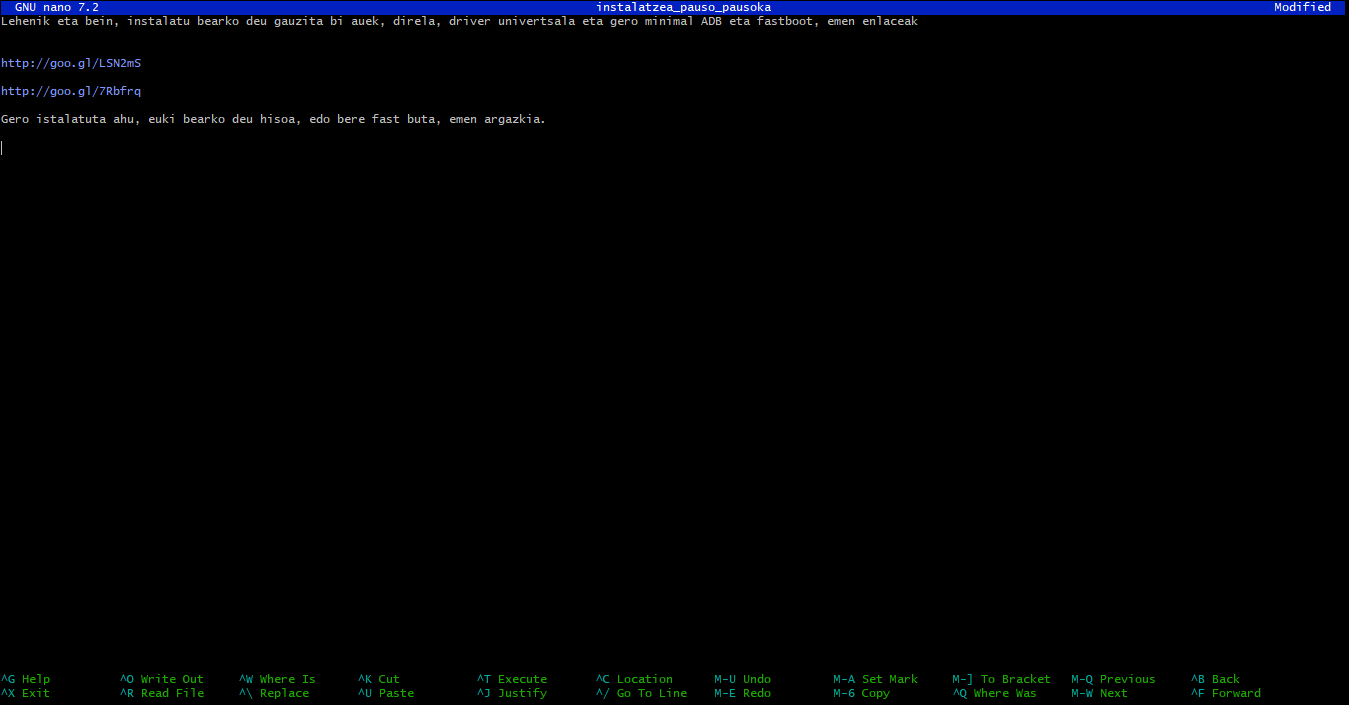 GNU nano 7.2 instalatzea_pauso_pausoka Modified
Lehenik eta bein, instalatu bearko deu gauzita bi auek, direla, driver univertsala eta gero minimal ADB eta fastboot, emen enlaceak
http://goo.gl/LSN2mS
http://goo.gl/7Rbfrq
Gero istalatuta ahu, euki bearko deu hisoa, edo bere fast buta, emen argazkia.
^G Help ^O Write Out ^W Where Is ^K Cut ^T Execute ^C Location M-U Undo M-A Set Mark M-] To Bracket M-Q Previous ^B Back
^X Exit ^R Read File ^\ Replace ^U Paste ^J Justify ^/ Go To Line M-E Redo M-6 Copy ^Q Where Was M-W Next ^F Forward